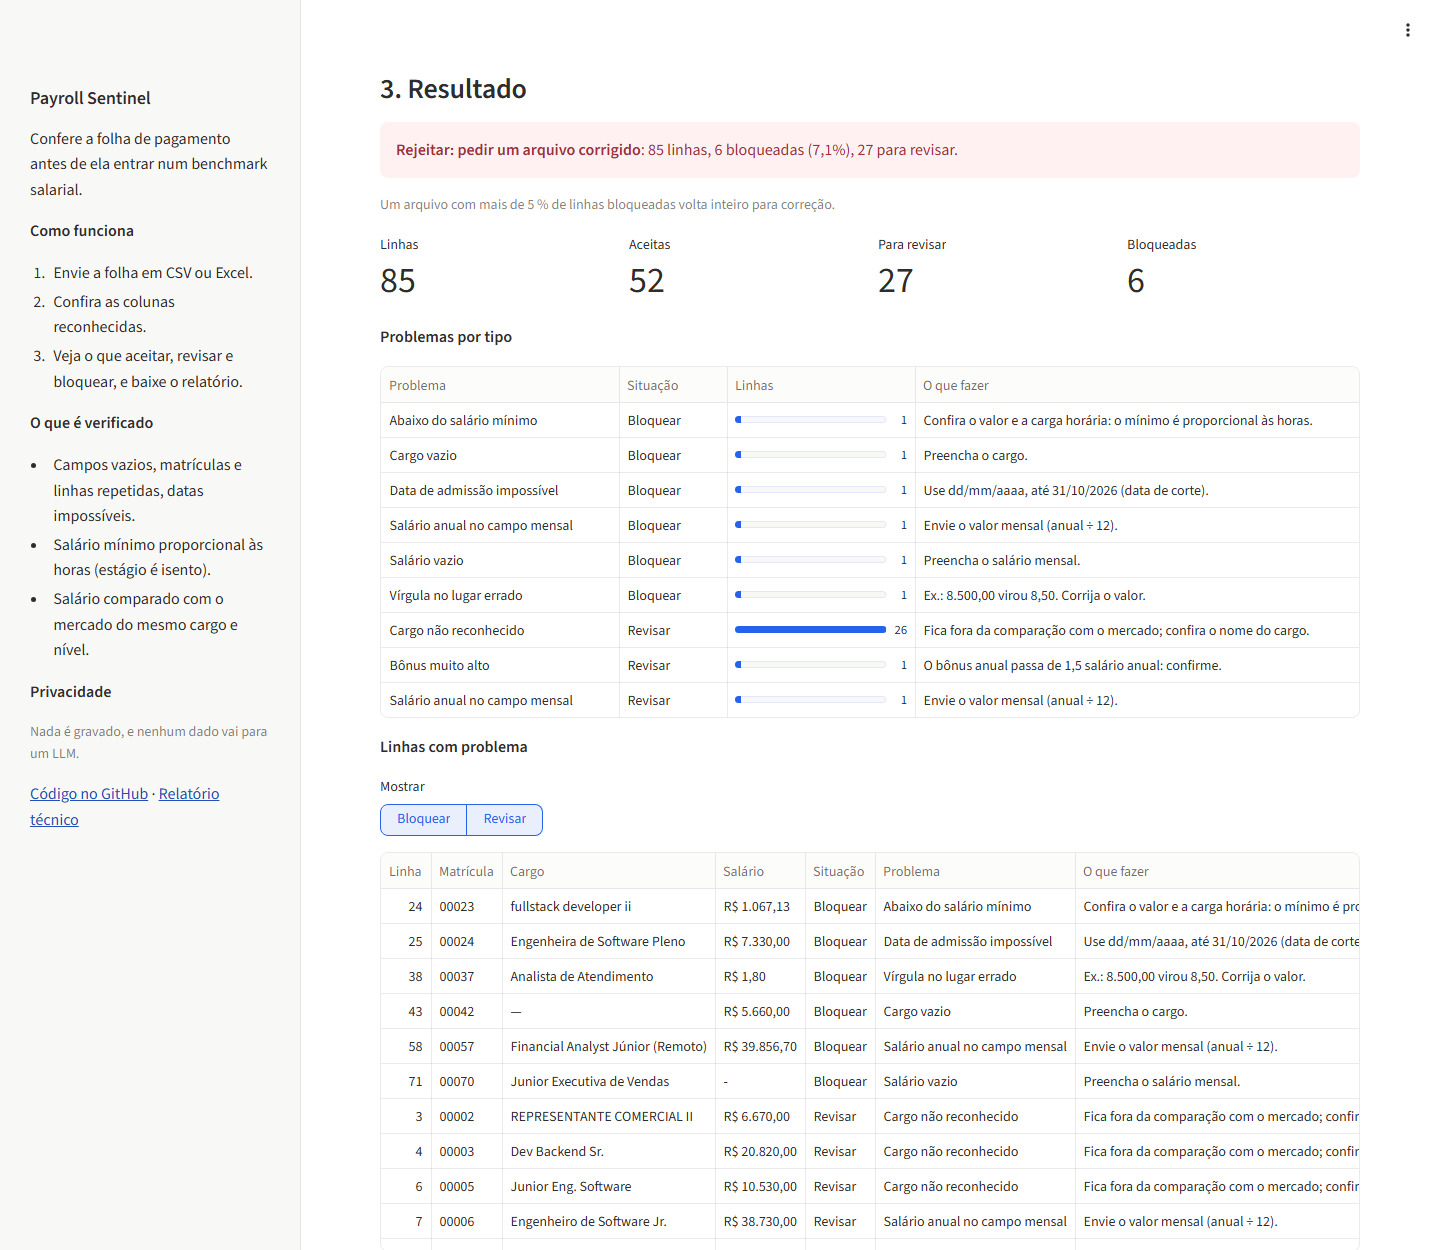 Payroll Sentinel
Confere a folha de pagamento
antes de ela entrar num benchmark
salarial.
Como funciona
1. Envie a folha em CSV ou Excel.
2. Confira as colunas
reconhecidas.
3. Veja o que aceitar, revisar e
bloquear, e baixe o relatório.
O que é verificado
• Campos vazios, matrículas e
linhas repetidas, datas
impossíveis.
• Salário mínimo proporcional às
horas (estágio é isento).
• Salário comparado com o
mercado do mesmo cargo e
nível.
Privacidade
Nada é gravado, e nenhum dado vai para
um LLM.
Código no GitHub · Relatório
técnico
3. Resultado
Rejeitar: pedir um arquivo corrigido: 85 linhas, 6 bloqueadas (7,1%), 27 para revisar.
Um arquivo com mais de 5 % de linhas bloqueadas volta inteiro para correção.
Linhas Aceitas Para revisar Bloqueadas
85 52 27 6
Problemas por tipo
Problema Situação Linhas O que fazer
Abaixo do salário mínimo Bloquear 1 Confira o valor e a carga horária: o mínimo é proporcional às horas.
Cargo vazio Bloquear 1 Preencha o cargo.
Data de admissão impossível Bloquear 1 Use dd/mm/aaaa, até 31/10/2026 (data de corte).
Salário anual no campo mensal Bloquear 1 Envie o valor mensal (anual ÷ 12).
Salário vazio Bloquear 1 Preencha o salário mensal.
Vírgula no lugar errado Bloquear 1 Ex.: 8.500,00 virou 8,50. Corrija o valor.
Cargo não reconhecido Revisar 26 Fica fora da comparação com o mercado; confira o nome do cargo.
Bônus muito alto Revisar 1 O bônus anual passa de 1,5 salário anual: confirme.
Salário anual no campo mensal Revisar 1 Envie o valor mensal (anual ÷ 12).
Linhas com problema
Mostrar
Bloquear Revisar
Linha Matrícula Cargo Salário Situação Problema O que fazer
24 00023 fullstack developer ii R$ 1.067,13 Bloquear Abaixo do salário mínimo Confira o valor e a carga horária: o mínimo é pro
25 00024 Engenheira de Software Pleno R$ 7.330,00 Bloquear Data de admissão impossível Use dd/mm/aaaa, até 31/10/2026 (data de corte
38 00037 Analista de Atendimento R$ 1,80 Bloquear Vírgula no lugar errado Ex.: 8.500,00 virou 8,50. Corrija o valor.
43 00042 — R$ 5.660,00 Bloquear Cargo vazio Preencha o cargo.
58 00057 Financial Analyst Júnior (Remoto) R$ 39.856,70 Bloquear Salário anual no campo mensal Envie o valor mensal (anual ÷ 12).
71 00070 Junior Executiva de Vendas - Bloquear Salário vazio Preencha o salário mensal.
3 00002 REPRESENTANTE COMERCIAL II R$ 6.670,00 Revisar Cargo não reconhecido Fica fora da comparação com o mercado; confir
4 00003 Dev Backend Sr. R$ 20.820,00 Revisar Cargo não reconhecido Fica fora da comparação com o mercado; confir
6 00005 Junior Eng. Software R$ 10.530,00 Revisar Cargo não reconhecido Fica fora da comparação com o mercado; confir
7 00006 Engenheiro de Software Jr. R$ 38.730,00 Revisar Salário anual no campo mensal Envie o valor mensal (anual ÷ 12).